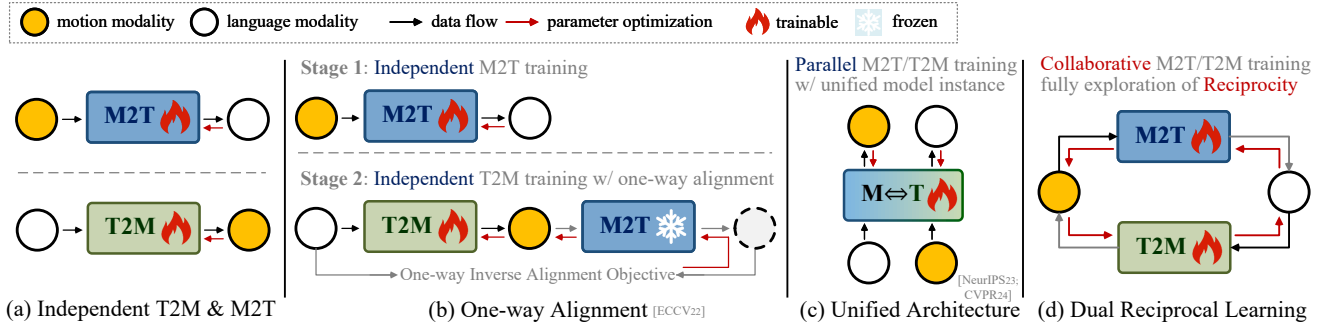 motion modality language modality data flow parameter optimization trainable frozen
M2T
T2M
(a) Independent T2M & M2T
Stage 1: Independent M2T training
M2T
Stage 2: Independent T2M training w/ one-way alignment
T2M M2T
One-way Inverse Alignment Objective
(b) One-way Alignment [ECCV22]
Parallel M2T/T2M training
w/ unified model instance
M⇔T
[NeurIPS23;
CVPR24]
(c) Unified Architecture
Collaborative M2T/T2M training
fully exploration of Reciprocity
M2T
T2M
(d) Dual Reciprocal Learning